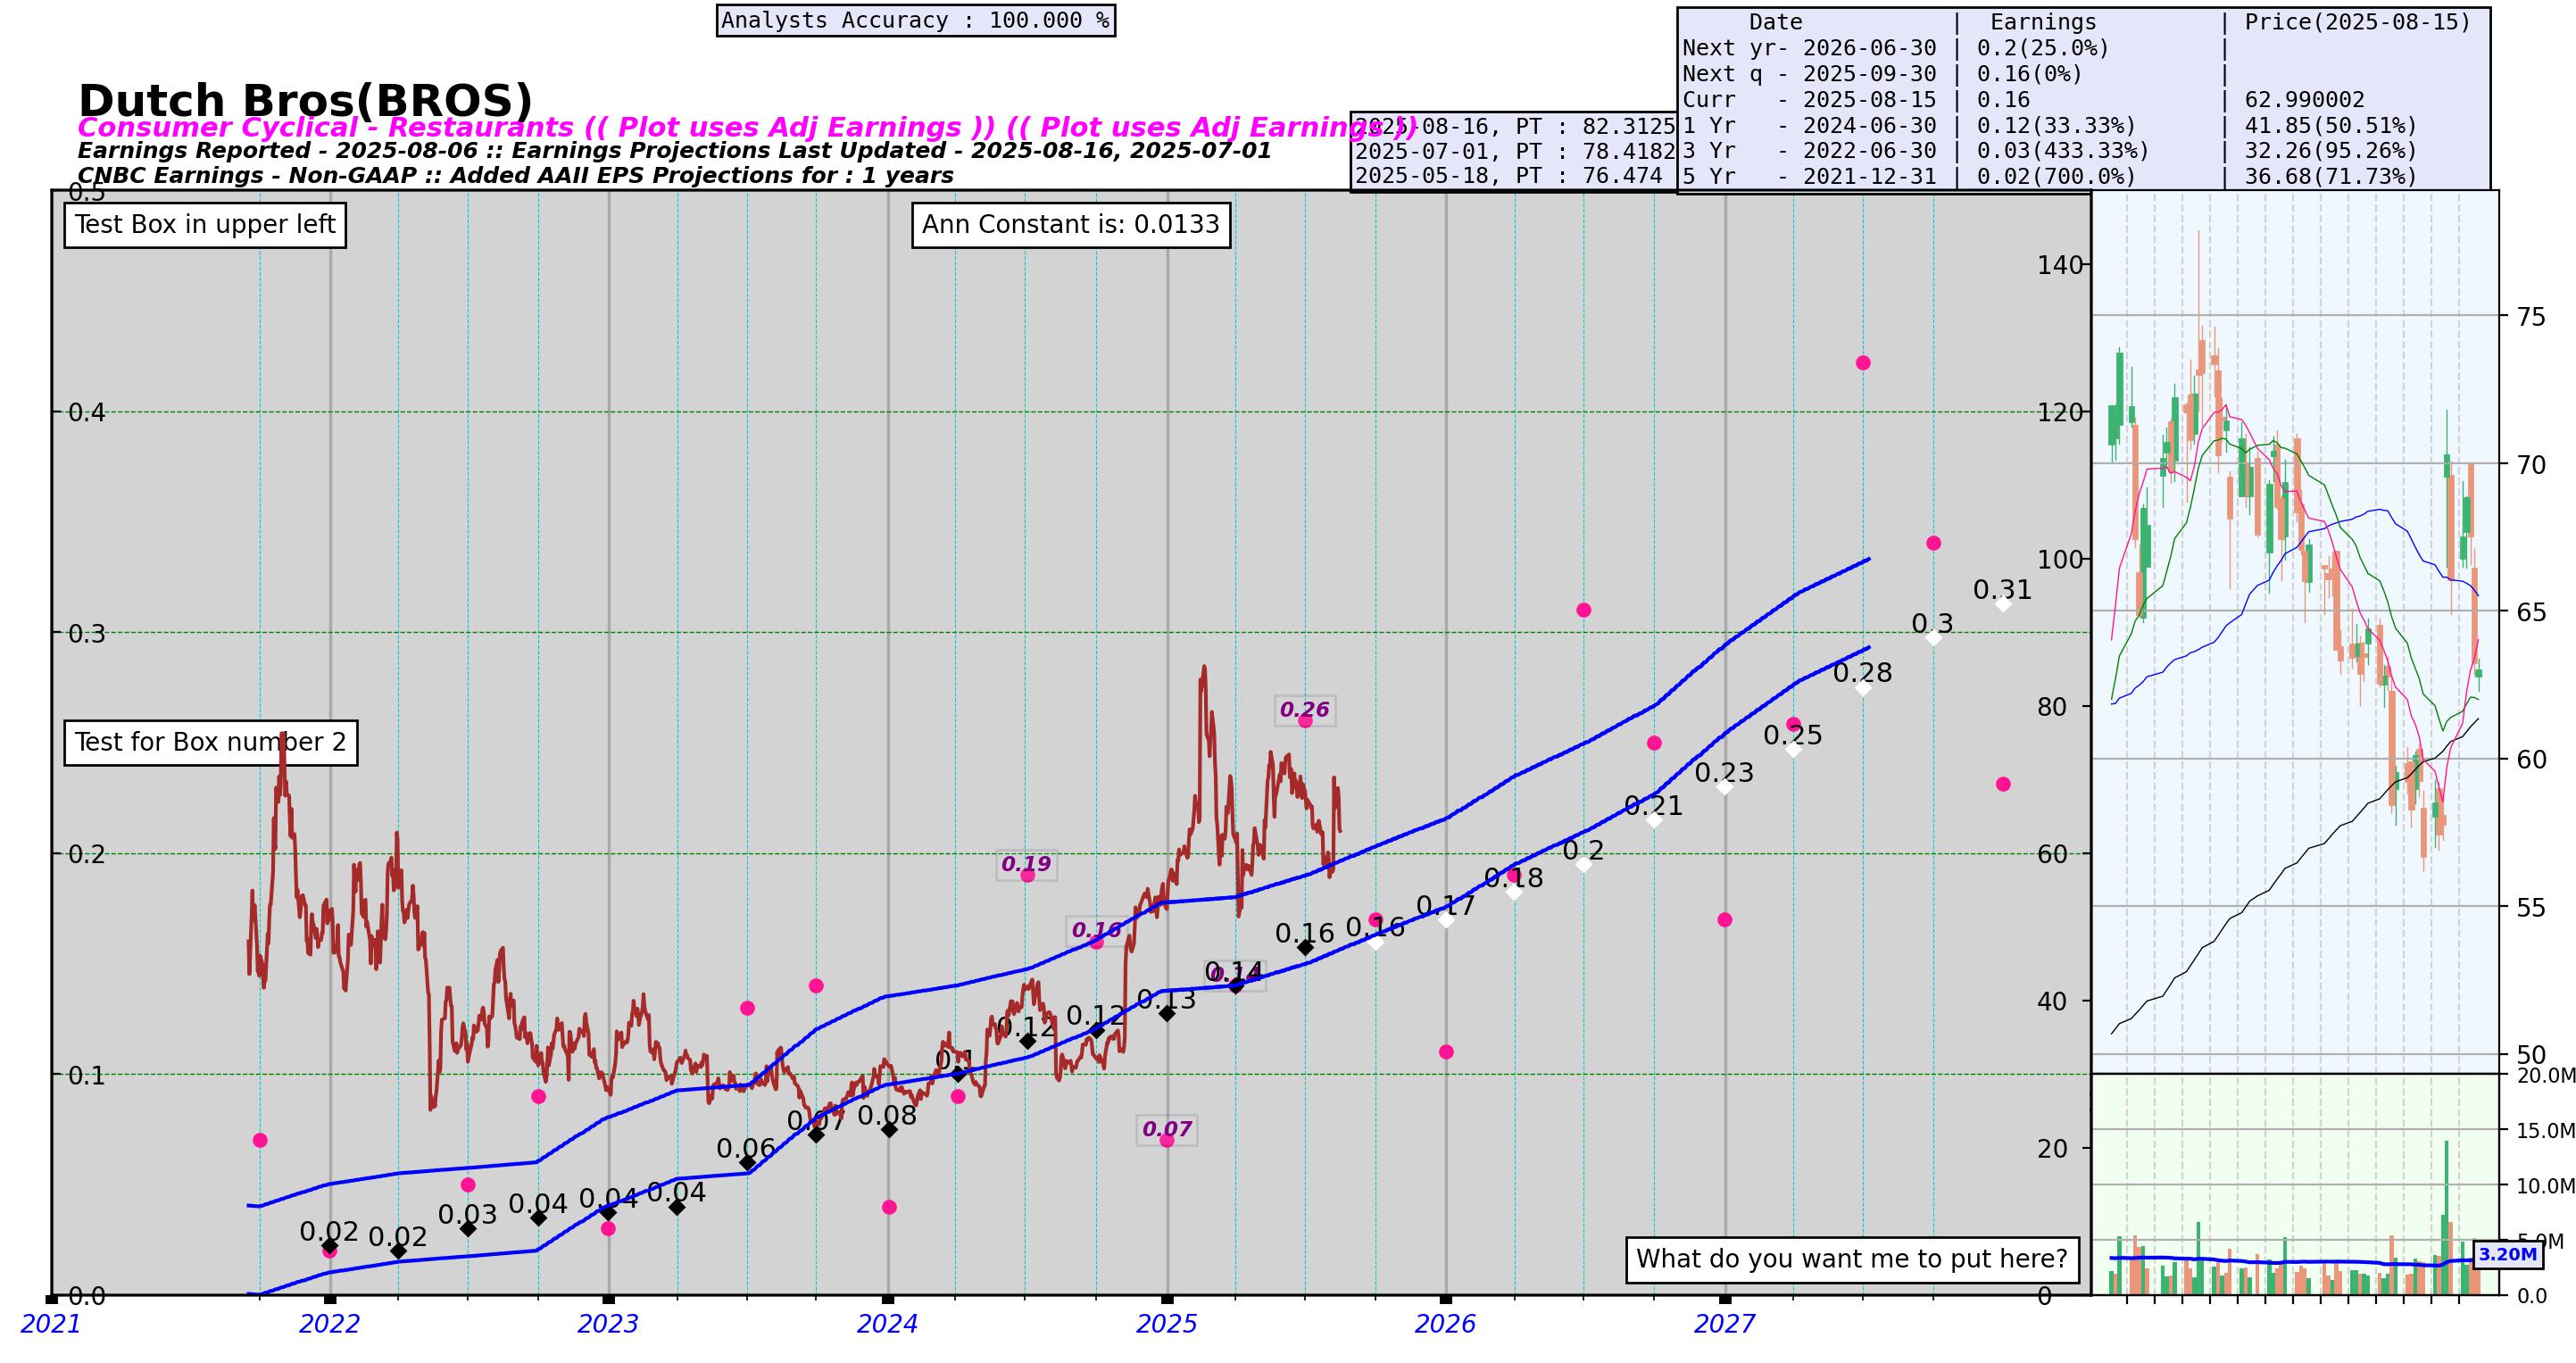 Analysts Accuracy : 100.000 %
Date | Earnings | Price(2025-08-15)
Next yr- 2026-06-30 | 0.2(25.0%) |
Next q - 2025-09-30 | 0.16(0%) |
Curr - 2025-08-15 | 0.16 | 62.990002
1 Yr - 2024-06-30 | 0.12(33.33%) | 41.85(50.51%)
3 Yr - 2022-06-30 | 0.03(433.33%) | 32.26(95.26%)
5 Yr - 2021-12-31 | 0.02(700.0%) | 36.68(71.73%)
Dutch Bros(BROS)
Consumer Cyclical - Restaurants (( Plot uses Adj Earnings )) (( Plot uses Adj Earnings ))
Earnings Reported - 2025-08-06 :: Earnings Projections Last Updated - 2025-08-16, 2025-07-01
CNBC Earnings - Non-GAAP :: Added AAII EPS Projections for : 1 years
2025-08-16, PT : 82.3125
2025-07-01, PT : 78.4182
2025-05-18, PT : 76.474
Test Box in upper left
Ann Constant is: 0.0133
Test for Box number 2
What do you want me to put here?
0.5
0.4
0.3
0.2
0.1
0.0
140
120
100
80
60
40
20
0
75
70
65
60
55
50
20.0M
15.0M
10.0M
5.0M
3.20M
0.0
0.02
0.02
0.03
0.04
0.04
0.04
0.06
0.07
0.08
0.1
0.12
0.12
0.13
0.14
0.16
0.16
0.17
0.18
0.2
0.21
0.23
0.25
0.28
0.3
0.31
0.19
0.16
0.07
0.14
0.26
2021
2022
2023
2024
2025
2026
2027